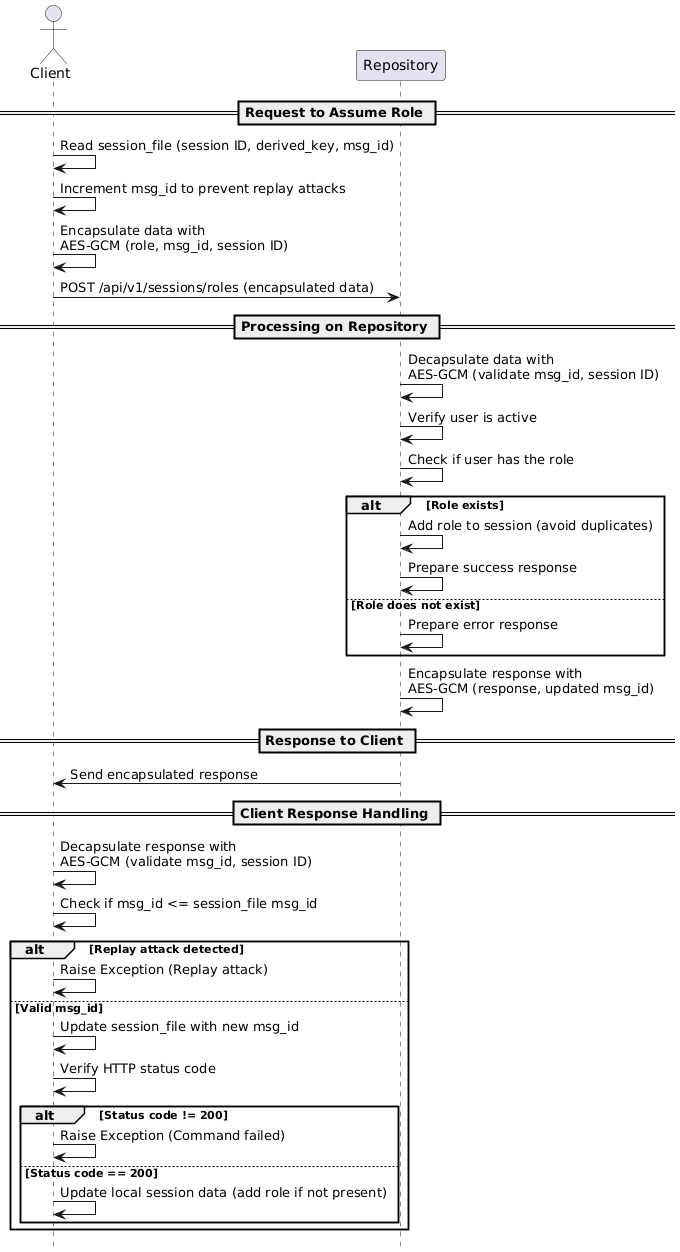 Client
Repository
Request to Assume Role
Read session_file (session ID, derived_key, msg_id)
Increment msg_id to prevent replay attacks
Encapsulate data with
AES-GCM (role, msg_id, session ID)
POST /api/v1/sessions/roles (encapsulated data)
Processing on Repository
Decapsulate data with
AES-GCM (validate msg_id, session ID)
Verify user is active
Check if user has the role
alt [Role exists]
Add role to session (avoid duplicates)
Prepare success response
[Role does not exist]
Prepare error response
Encapsulate response with
AES-GCM (response, updated msg_id)
Response to Client
Send encapsulated response
Client Response Handling
Decapsulate response with
AES-GCM (validate msg_id, session ID)
Check if msg_id <= session_file msg_id
alt [Replay attack detected]
Raise Exception (Replay attack)
[Valid msg_id]
Update session_file with new msg_id
Verify HTTP status code
alt [Status code != 200]
Raise Exception (Command failed)
[Status code == 200]
Update local session data (add role if not present)